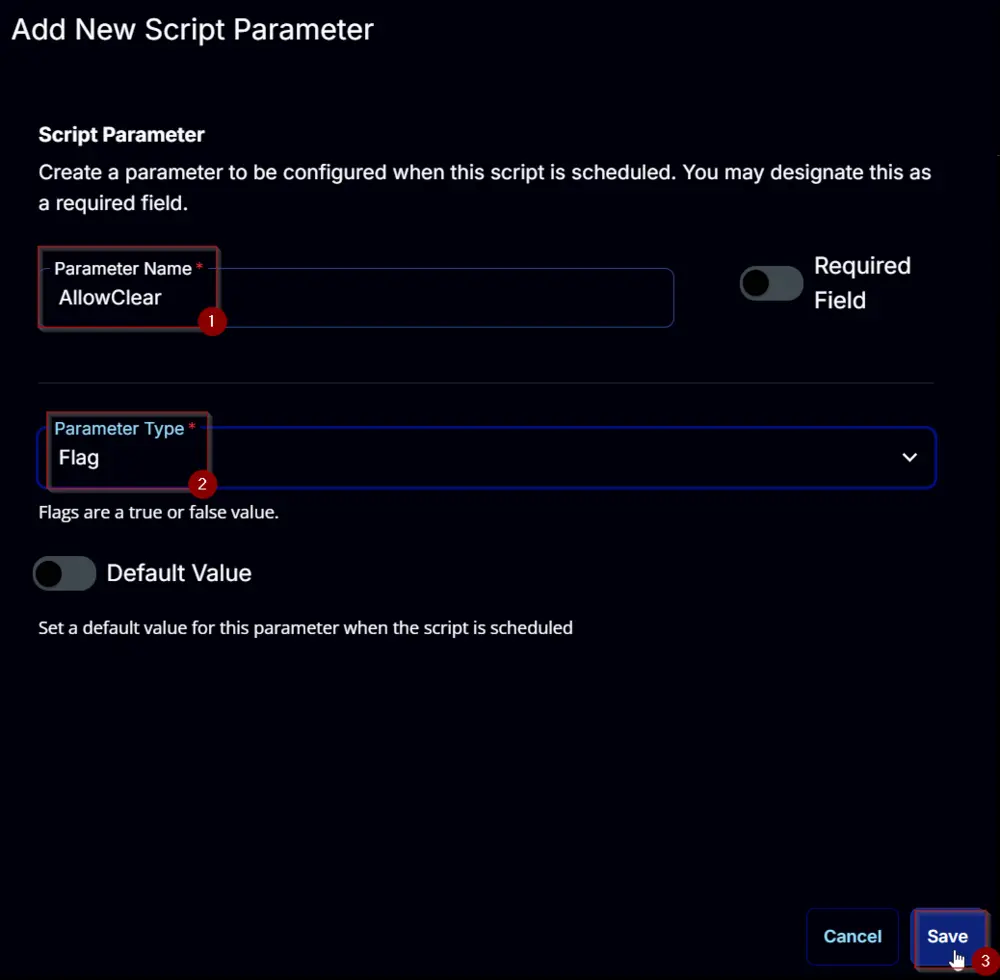 Add New Script Parameter
Script Parameter
Create a parameter to be configured when this script is scheduled. You may designate this as
a required field.
Parameter Name *
AllowClear
1
Required
Field
Parameter Type *
Flag
2
Flags are a true or false value.
Default Value
Set a default value for this parameter when the script is scheduled
Cancel
Save
3